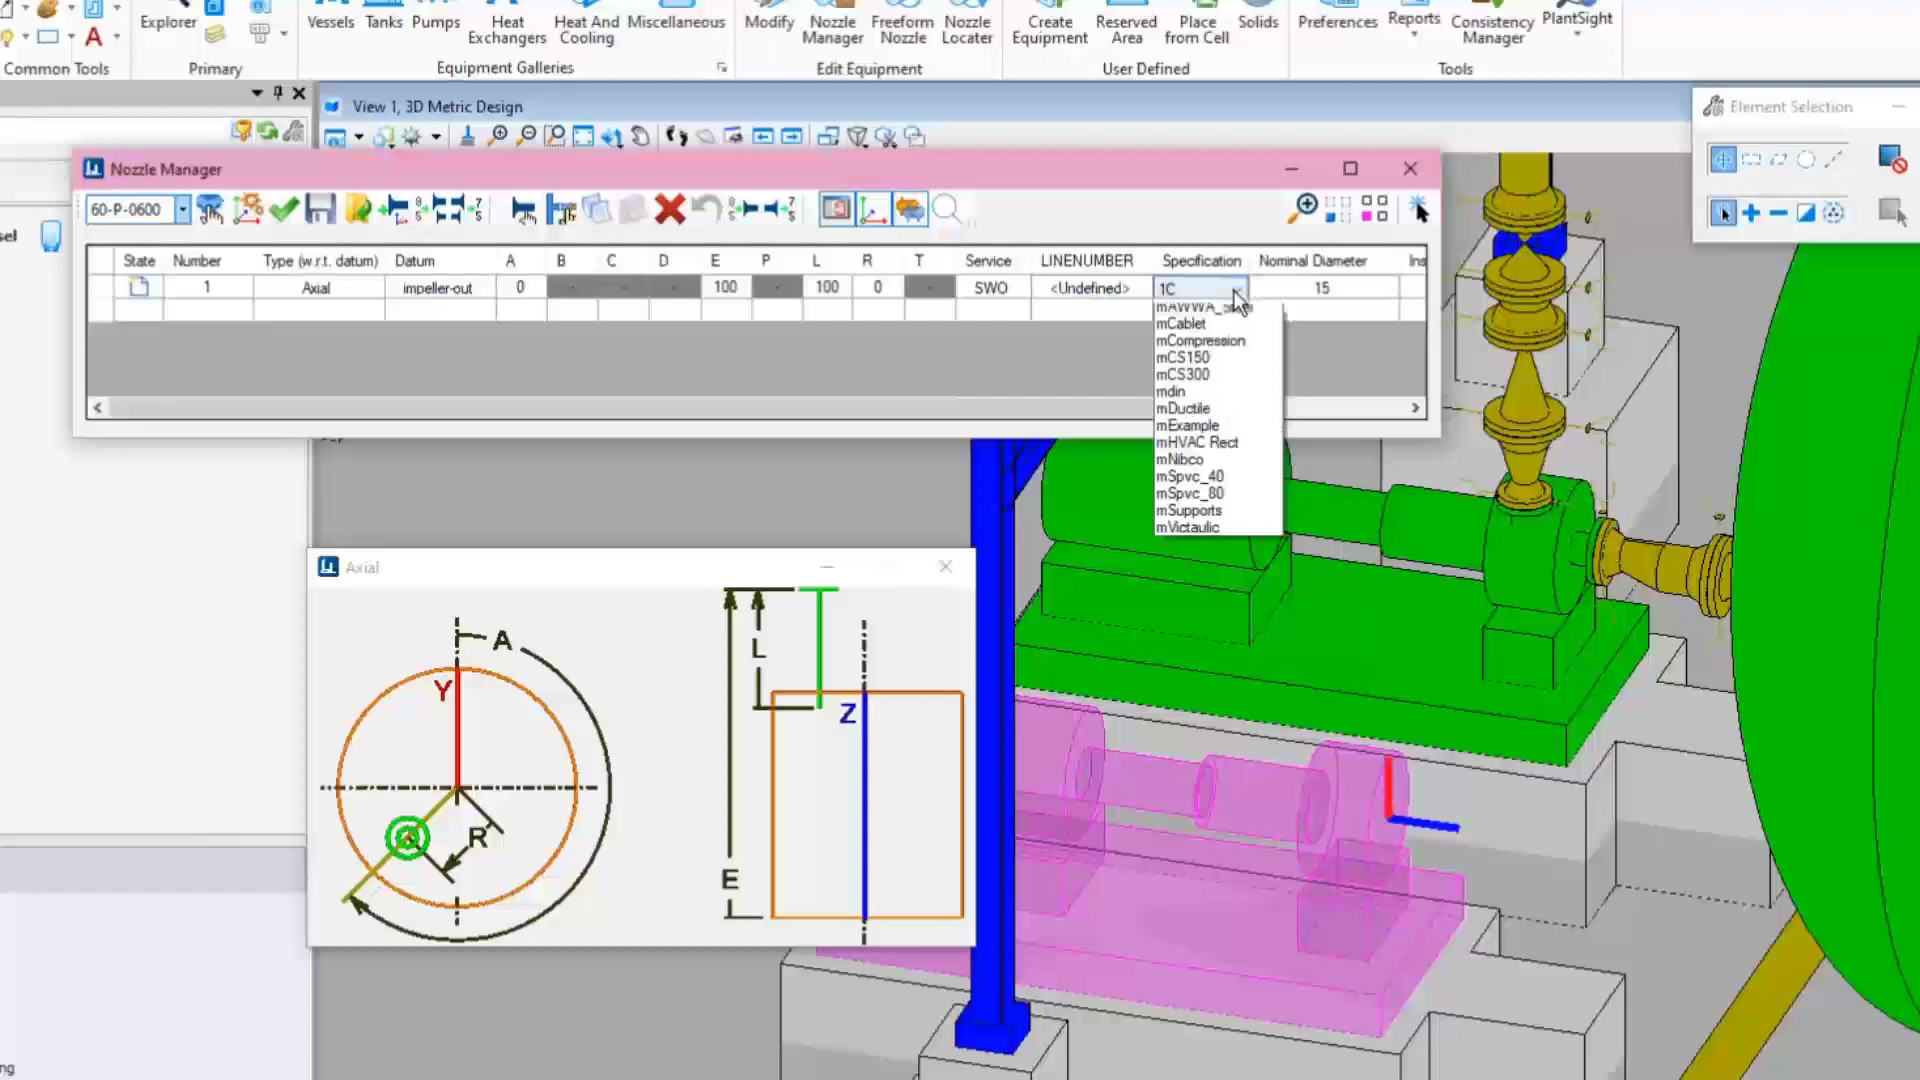 Explorer
Vessels Tanks Pumps Heat Exchangers Heat And Cooling Miscellaneous
Modify Nozzle Manager Freeform Nozzle Nozzle Locater
Create Equipment Reserved Area Place from Cell Solids
Preferences Reports Consistency Manager PlantSight
Common Tools Primary Equipment Galleries Edit Equipment User Defined Tools
View 1, 3D Metric Design
Element Selection
Nozzle Manager
60-P-0600
State Number Type (w.r.t. datum) Datum A B C D E P L R T Service LINENUMBER Specification Nominal Diameter Ins
1 Axial impeller-out 0 - - - 100 - 100 0 - SWO <Undefined> 1C 15
mCablet
mCompression
mCS150
mCS300
mdin
mDuctile
mExample
mHVAC Rect
mNibco
mSpvc_40
mSpvc_80
mSupports
mVictaulic
Axial
A
Y
R
L
Z
E